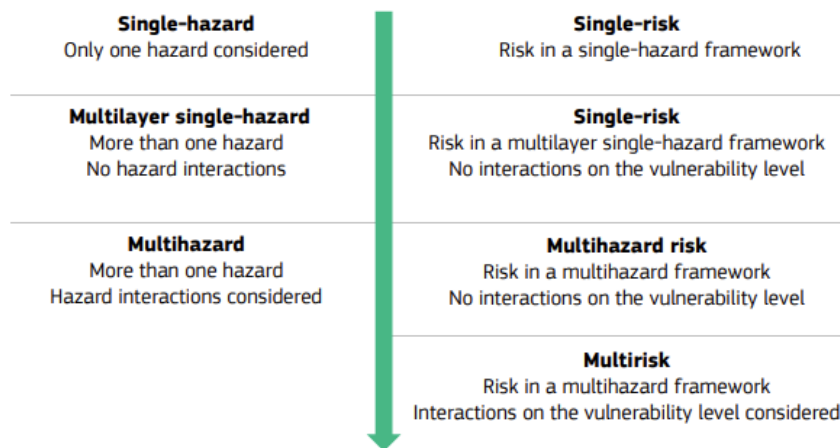 Single-hazard
Only one hazard considered
Single-risk
Risk in a single-hazard framework
Multilayer single-hazard
More than one hazard
No hazard interactions
Single-risk
Risk in a multilayer single-hazard framework
No interactions on the vulnerability level
Multihazard
More than one hazard
Hazard interactions considered
Multihazard risk
Risk in a multihazard framework
No interactions on the vulnerability level
Multirisk
Risk in a multihazard framework
Interactions on the vulnerability level considered